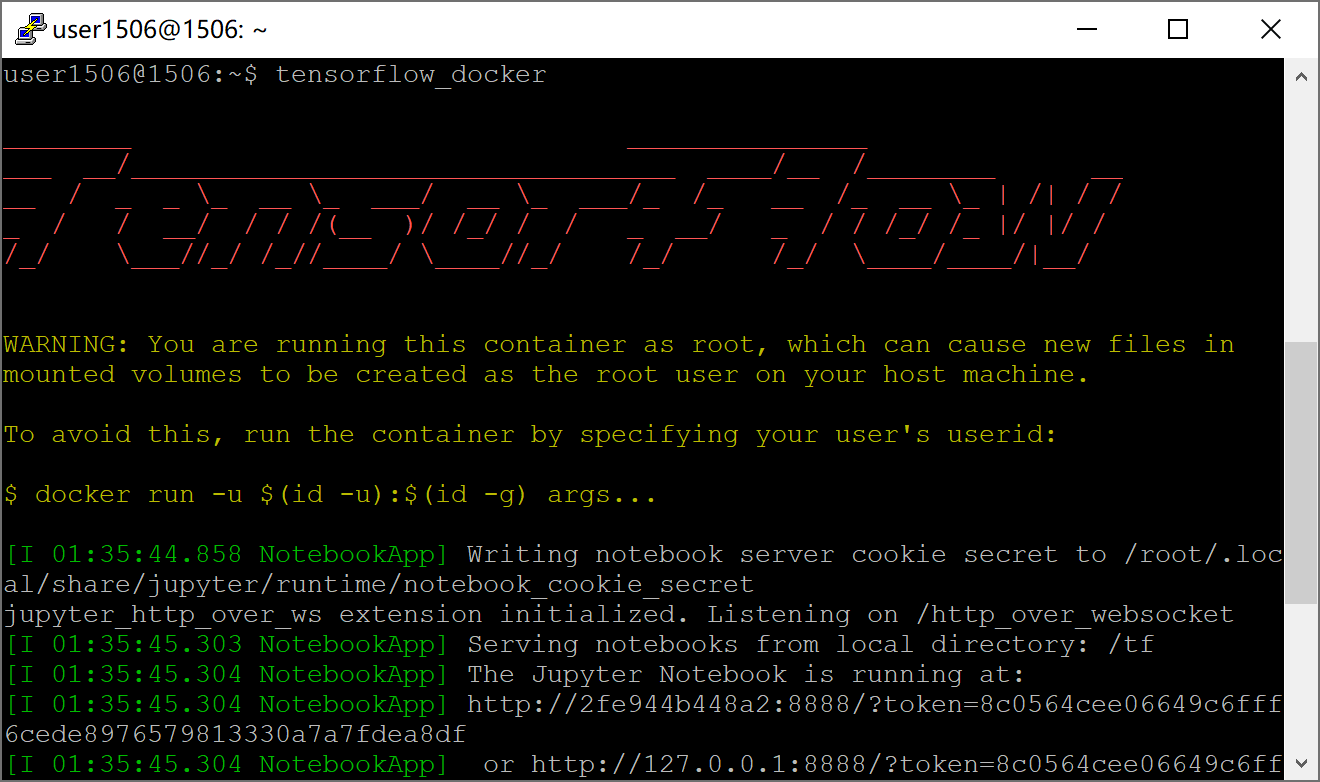 user1506@1506: ~
user1506@1506:~$ tensorflow_docker
TensorFlow
WARNING: You are running this container as root, which can cause new files in
mounted volumes to be created as the root user on your host machine.
To avoid this, run the container by specifying your user's userid:
$ docker run -u $(id -u):$(id -g) args...
[I 01:35:44.858 NotebookApp] Writing notebook server cookie secret to /root/.loc
al/share/jupyter/runtime/notebook_cookie_secret
jupyter_http_over_ws extension initialized. Listening on /http_over_websocket
[I 01:35:45.303 NotebookApp] Serving notebooks from local directory: /tf
[I 01:35:45.304 NotebookApp] The Jupyter Notebook is running at:
[I 01:35:45.304 NotebookApp] http://2fe944b448a2:8888/?token=8c0564cee06649c6fff
6cede8976579813330a7a7fdea8df
[I 01:35:45.304 NotebookApp]  or http://127.0.0.1:8888/?token=8c0564cee06649c6ff